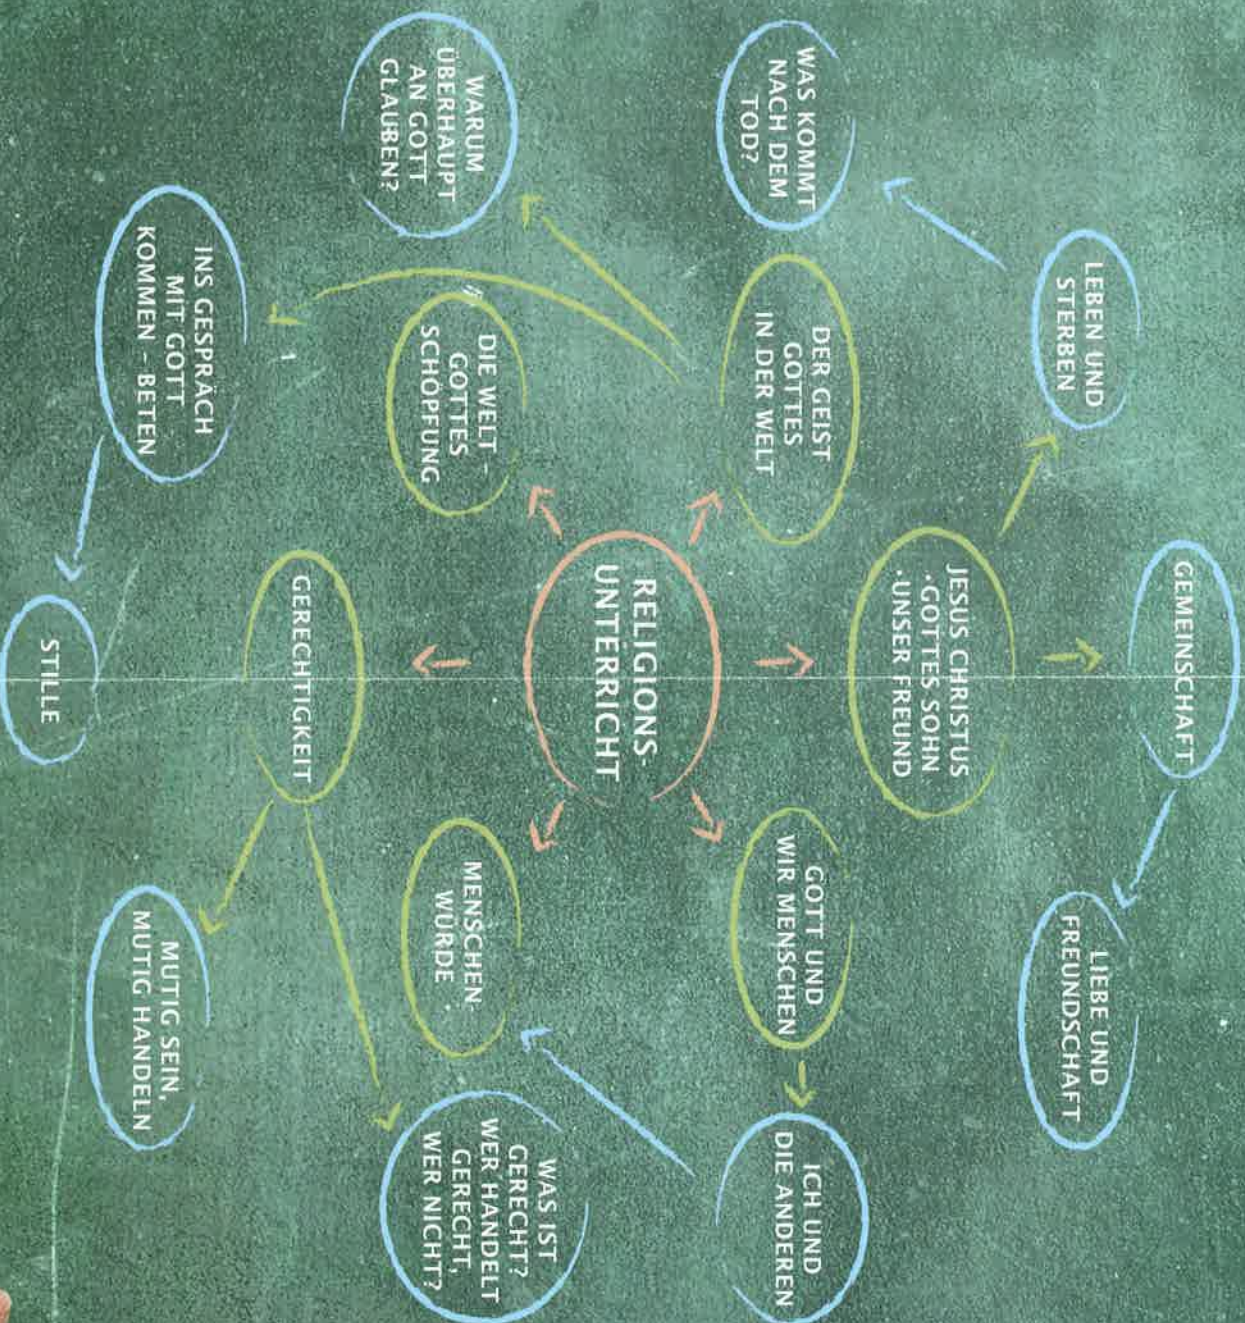 GEMEINSCHAFT
LEBEN UND
STERBEN
LIEBE UND
FREUNDSCHAFT
JESUS CHRISTUS
· GOTTES SOHN
· UNSER FREUND
WAS KOMMT
NACH DEM
TOD?
DER GEIST
GOTTES
IN DER WELT
GOTT UND
WIR MENSCHEN
ICH UND
DIE ANDEREN
RELIGIONS-
UNTERRICHT
WARUM
ÜBERHAUPT
AN GOTT
GLAUBEN?
DIE WELT –
GOTTES
SCHÖPFUNG
MENSCHEN-
WÜRDE
WAS IST
GERECHT?
WER HANDELT
GERECHT,
WER NICHT?
GERECHTIGKEIT
INS GESPRÄCH
MIT GOTT
KOMMEN – BETEN
MUTIG SEIN,
MUTIG HANDELN
STILLE